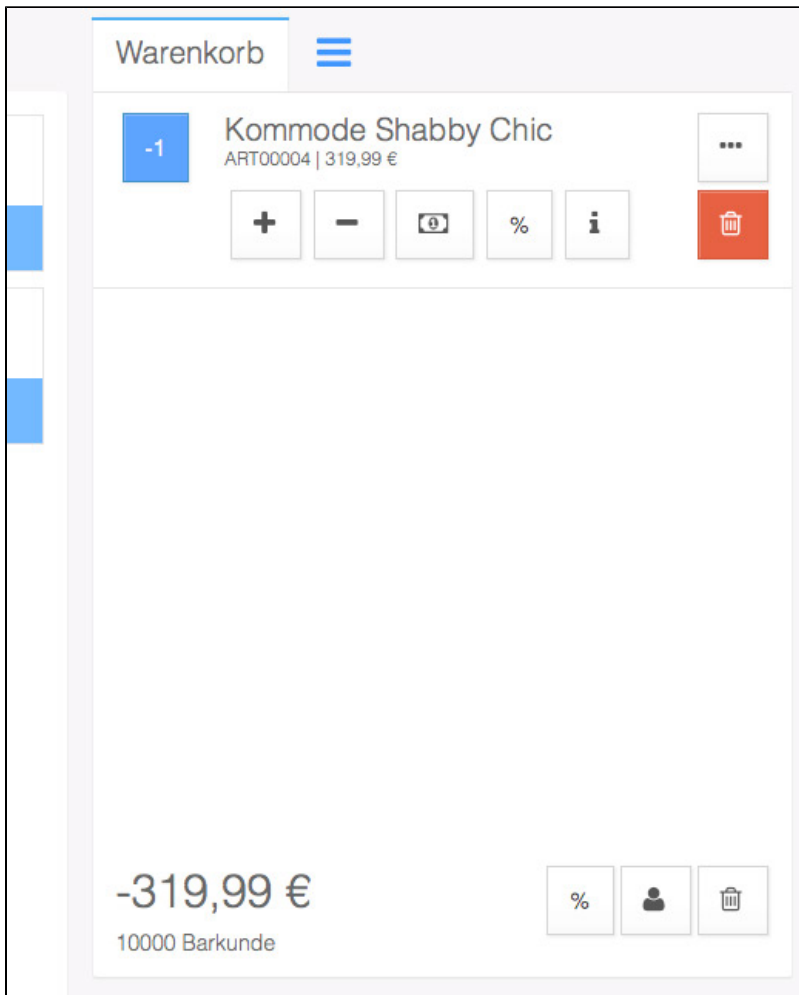 Warenkorb
-1
Kommode Shabby Chic
ART00004 | 319,99 €
%
-319,99 €
%
10000 Barkunde